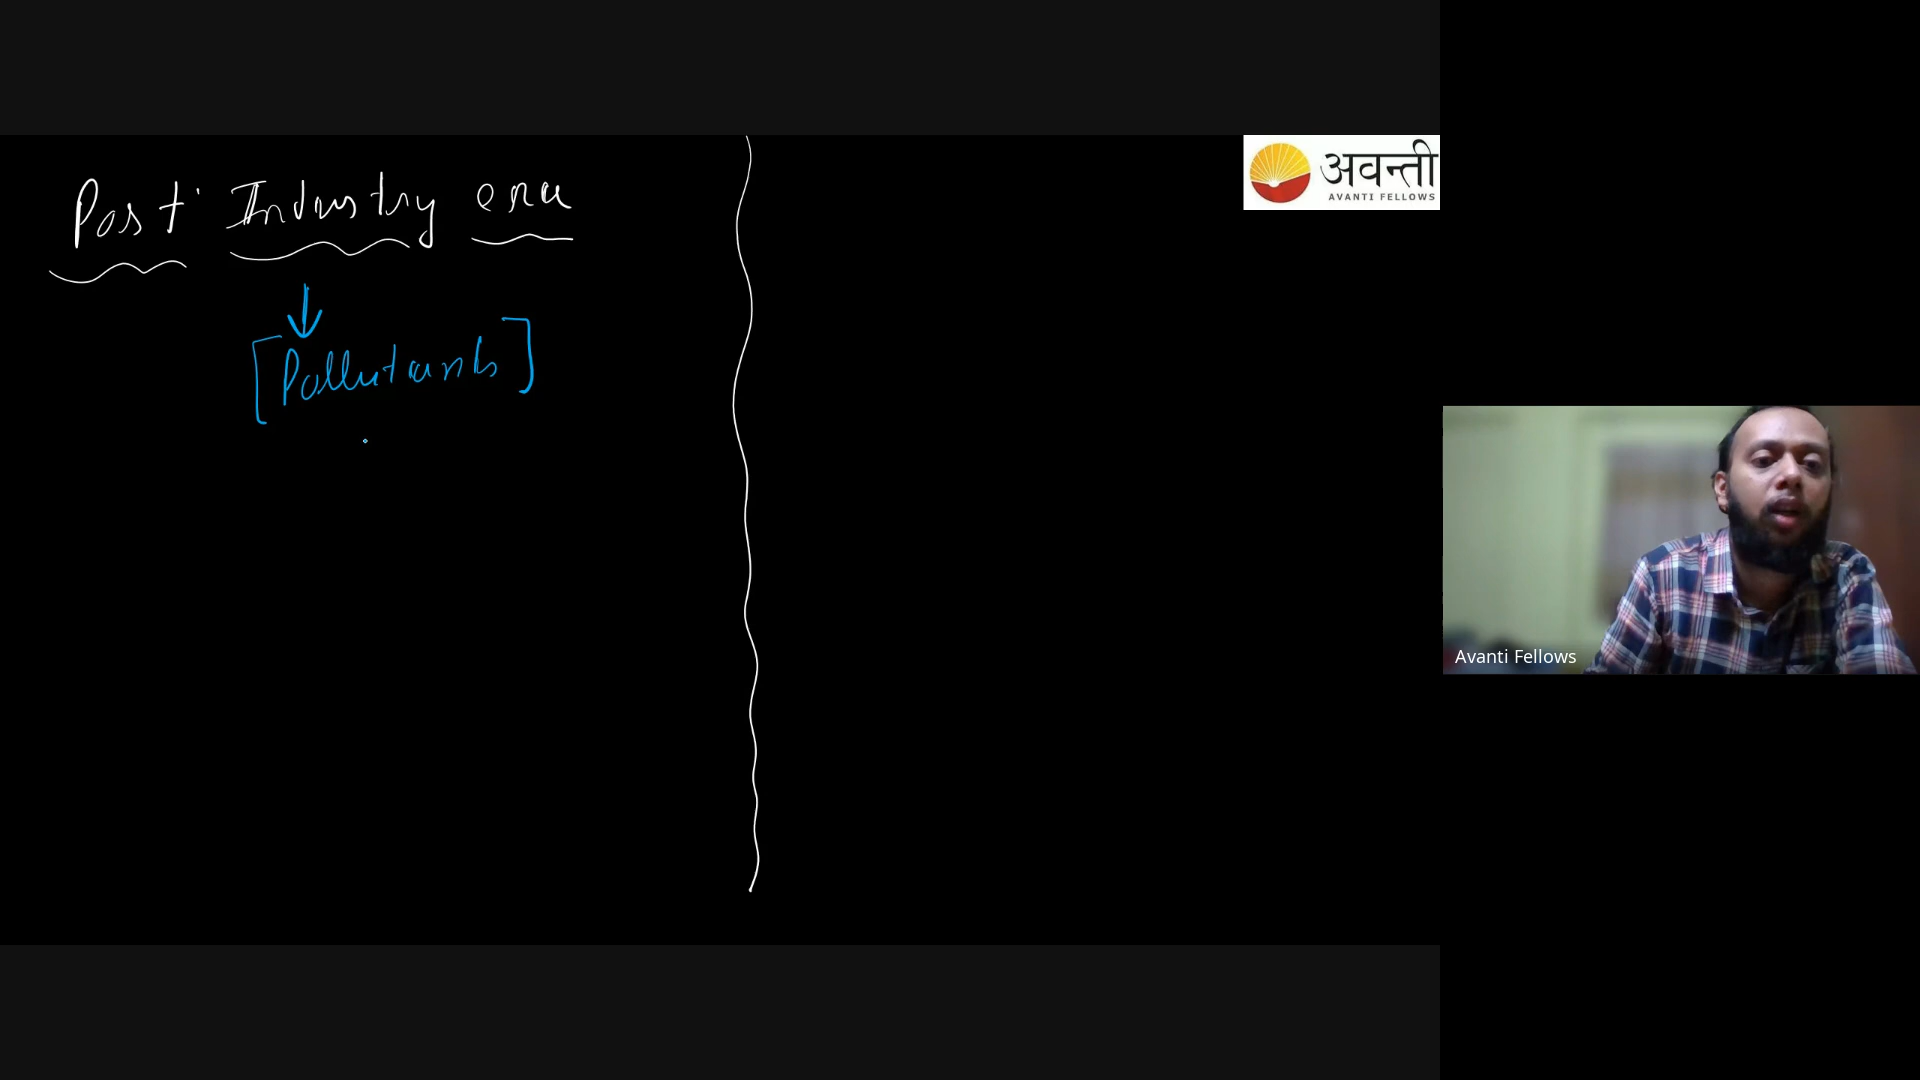 Post Industry era
[Pollutants]
अवन्ती
AVANTI FELLOWS
Avanti Fellows